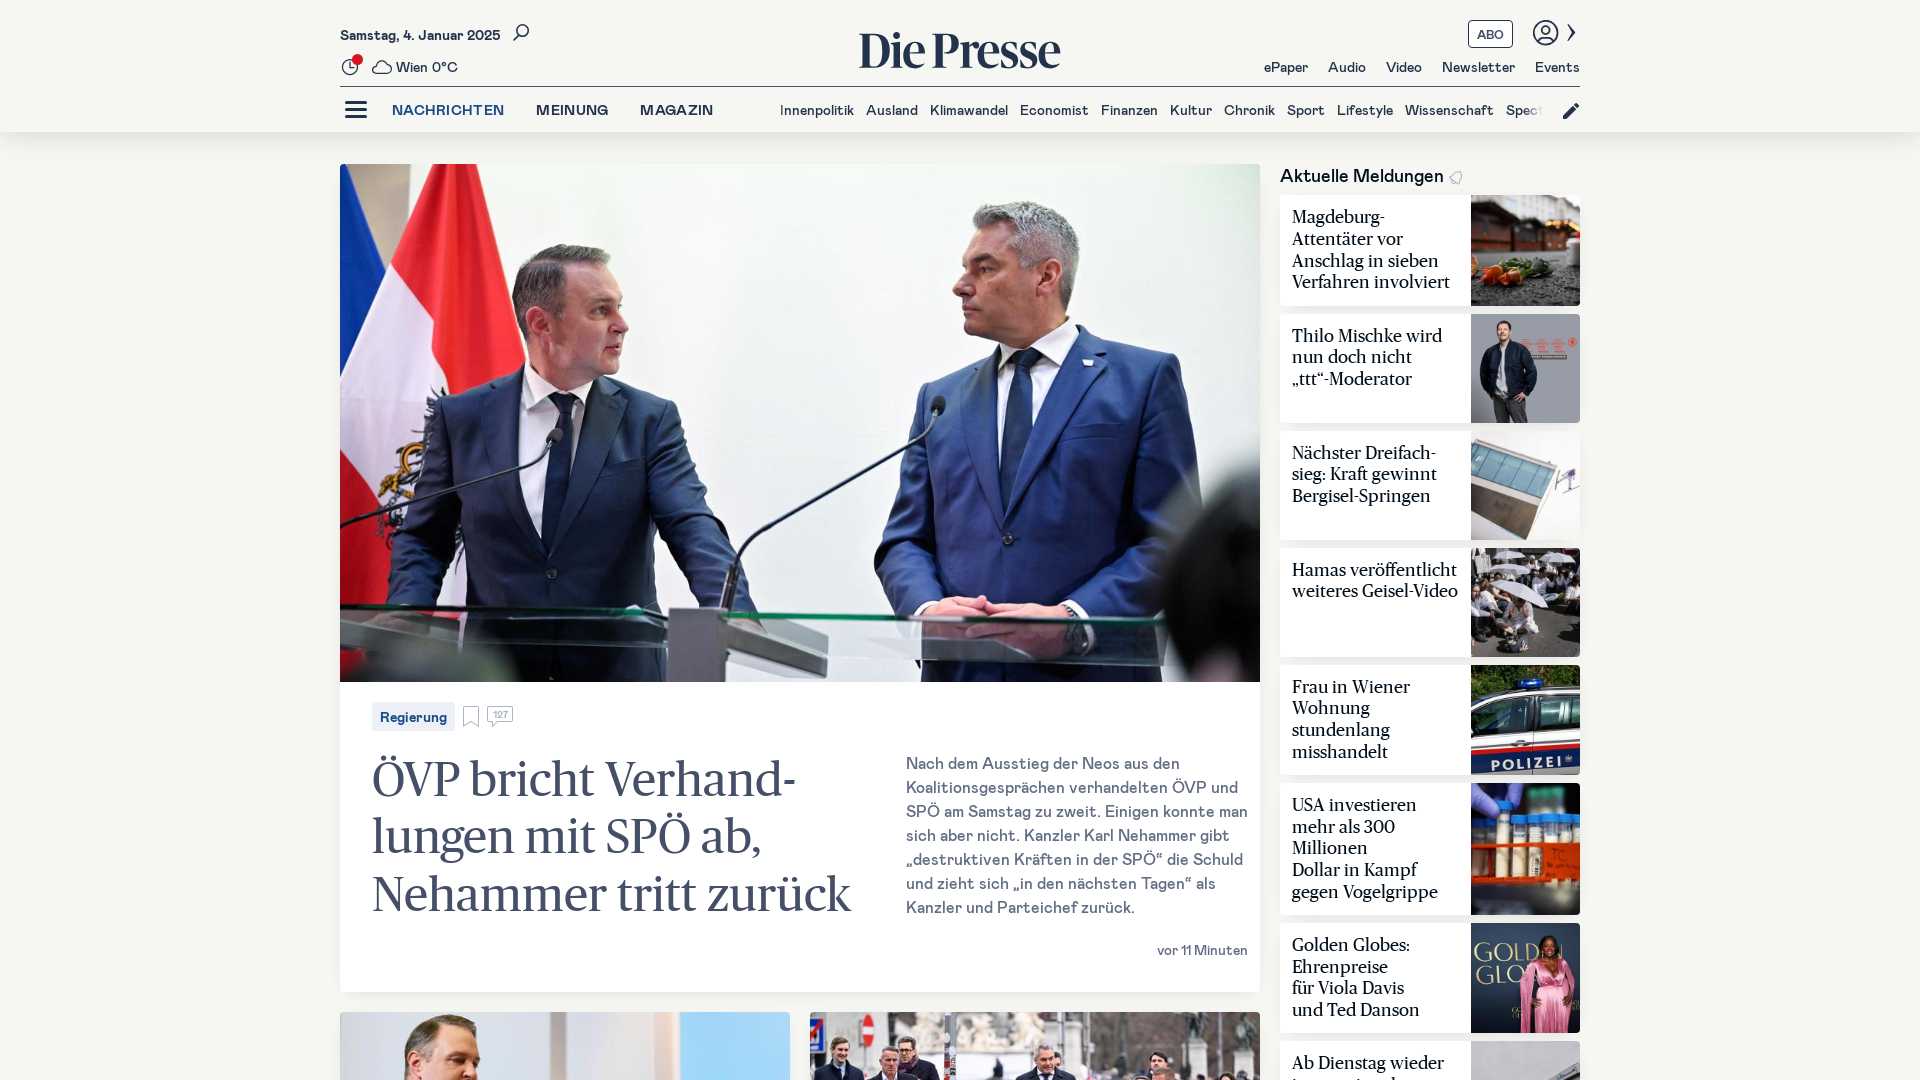 Samstag, 4. Januar 2025
Wien 0°C
Die Presse
ABO
ePaper
Audio
Video
Newsletter
Events
NACHRICHTEN
MEINUNG
MAGAZIN
Innenpolitik
Ausland
Klimawandel
Economist
Finanzen
Kultur
Chronik
Sport
Lifestyle
Wissenschaft
Spect
Regierung
127
ÖVP bricht Verhand-
lungen mit SPÖ ab,
Nehammer tritt zurück
Nach dem Ausstieg der Neos aus den
Koalitionsgesprächen verhandelten ÖVP und
SPÖ am Samstag zu zweit. Einigen konnte man
sich aber nicht. Kanzler Karl Nehammer gibt
„destruktiven Kräften in der SPÖ“ die Schuld
und zieht sich „in den nächsten Tagen“ als
Kanzler und Parteichef zurück.
vor 11 Minuten
Aktuelle Meldungen
Magdeburg-
Attentäter vor
Anschlag in sieben
Verfahren involviert
Thilo Mischke wird
nun doch nicht
„ttt“-Moderator
Nächster Dreifach-
sieg: Kraft gewinnt
Bergisel-Springen
Hamas veröffentlicht
weiteres Geisel-Video
Frau in Wiener
Wohnung
stundenlang
misshandelt
POLIZEI
USA investieren
mehr als 300
Millionen
Dollar in Kampf
gegen Vogelgrippe
Golden Globes:
Ehrenpreise
für Viola Davis
und Ted Danson
GOLDEN
GLO
Ab Dienstag wieder